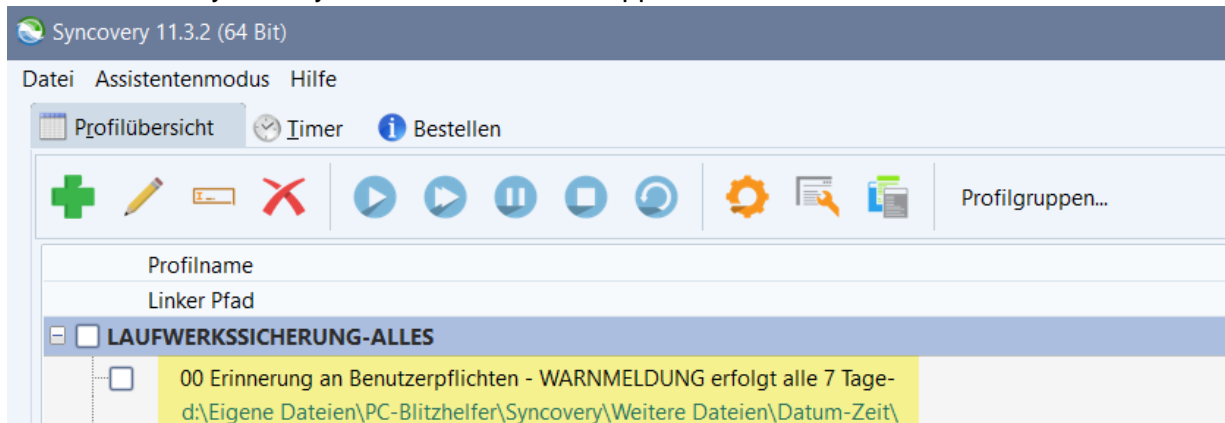 Syncovery 11.3.2 (64 Bit)
Datei Assistentenmodus Hilfe
Profilübersicht Timer Bestellen
Profilgruppen...
Profilname
Linker Pfad
LAUFWERKSSICHERUNG-ALLES
00 Erinnerung an Benutzerpflichten - WARNMELDUNG erfolgt alle 7 Tage-
d:\Eigene Dateien\PC-Blitzhelfer\Syncovery\Weitere Dateien\Datum-Zeit\